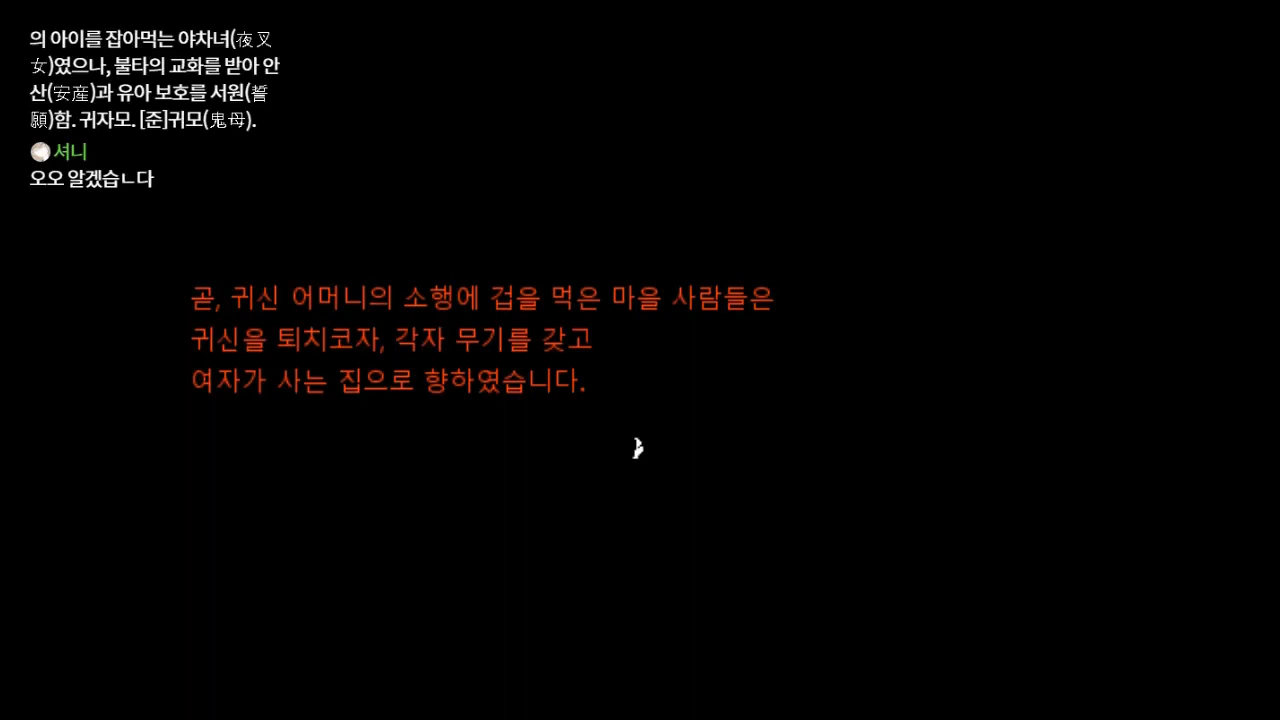 의 아이를 잡아먹는 야차녀(夜叉
女)였으나, 불타의 교화를 받아 안
산(安産)과 유아 보호를 서원(誓
願)함. 귀자모. [준]귀모(鬼母).
셔니
오오 알겠습ㄴ다
곧, 귀신 어머니의 소행에 겁을 먹은 마을 사람들은
귀신을 퇴치코자, 각자 무기를 갖고
여자가 사는 집으로 향하였습니다.